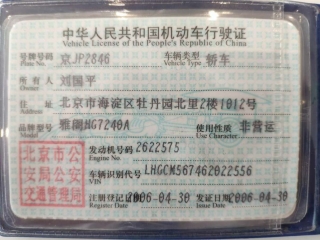 中华人民共和国机动车行驶证
Vehicle License of the People's Republic of China
号牌号码 京JP2846 车辆类型 轿车
Plate No. Vehicle Type
所有人 刘国平
Owner
住址 北京市海淀区牡丹园北里2楼1012号
Address
品牌型号 雅阁HG7240A 使用性质 非营运
Model Use Character
北京市公安局公安交通管理局
发动机号码 2622575
Engine No.
车辆识别代号 LHGCM567462022556
VIN
注册登记日期 2006-04-30 发证日期 2006-04-30
Register Date Issue Date